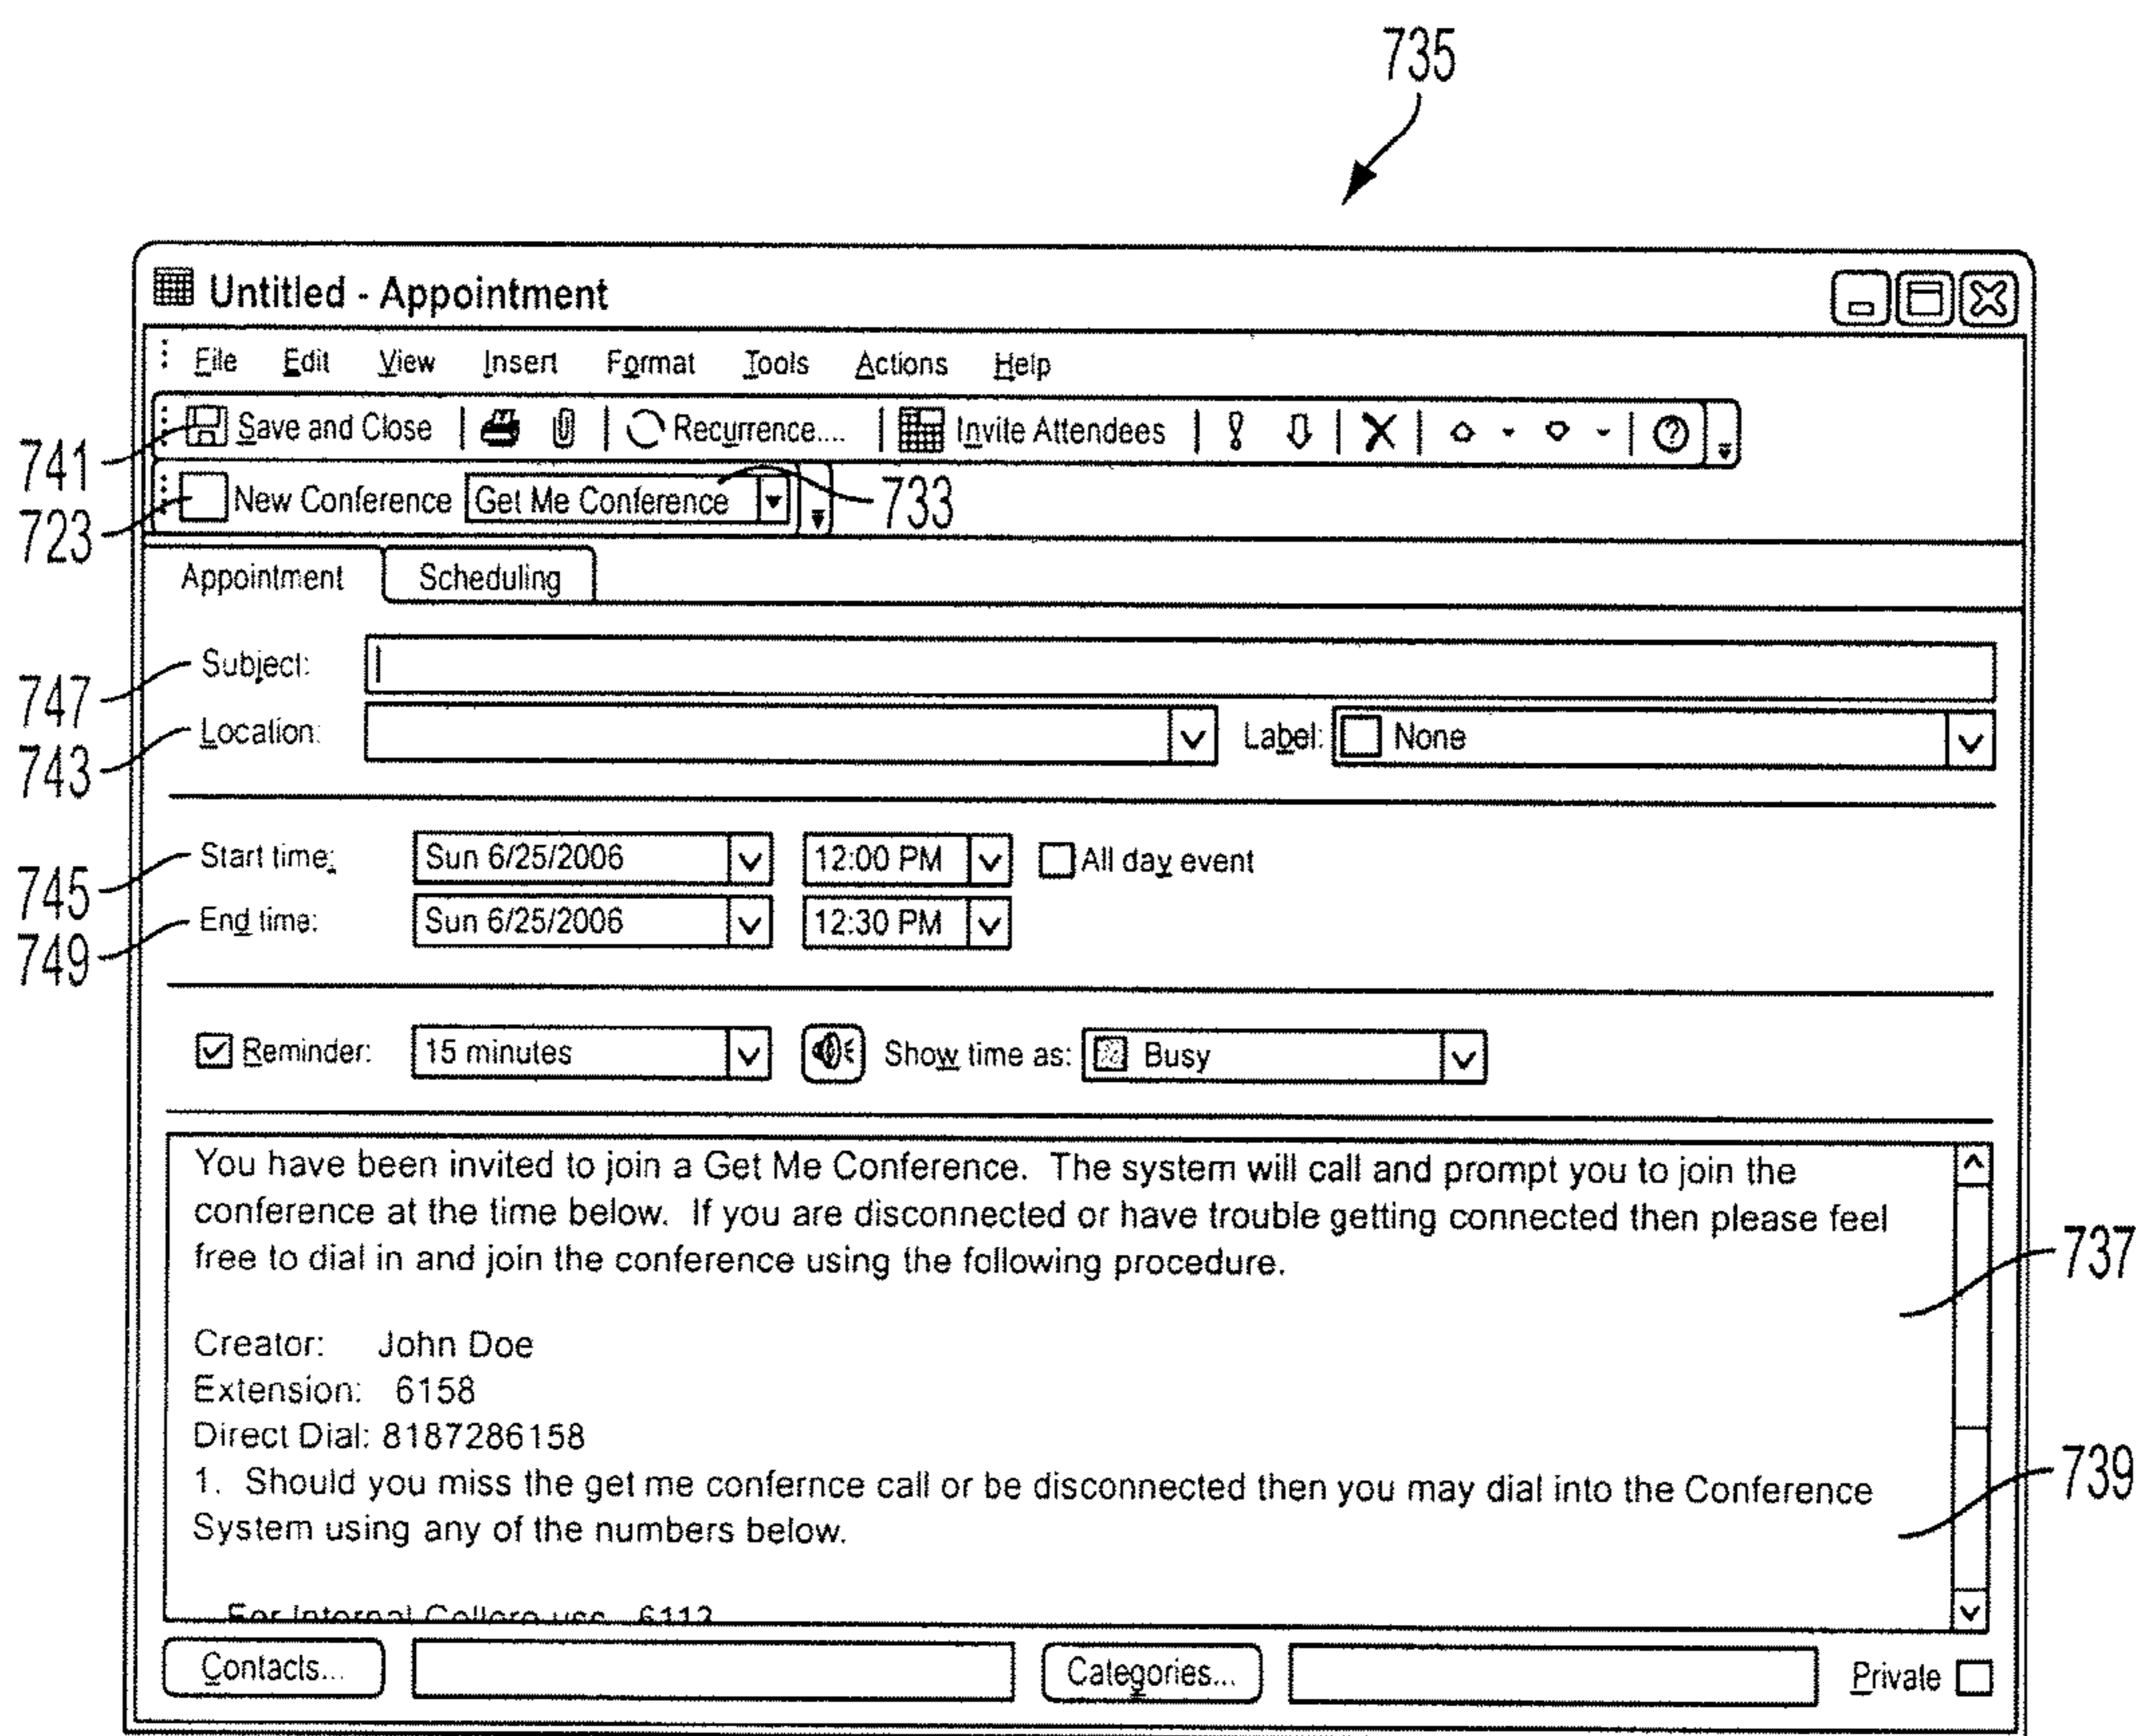 735
Untitled - Appointment
File Edit View Insert Format Tools Actions Help
741 Save and Close Recurrence.... Invite Attendees
723 New Conference Get Me Conference 733
Appointment Scheduling
747 Subject:
743 Location: Label: None
745 Start time: Sun 6/25/2006 12:00 PM All day event
749 End time: Sun 6/25/2006 12:30 PM
Reminder: 15 minutes Show time as: Busy
You have been invited to join a Get Me Conference. The system will call and prompt you to join the
conference at the time below. If you are disconnected or have trouble getting connected then please feel
free to dial in and join the conference using the following procedure.
737
Creator: John Doe
Extension: 6158
Direct Dial: 8187286158
1. Should you miss the get me confernce call or be disconnected then you may dial into the Conference
739
System using any of the numbers below.
For Internal Callers use 6112
Contacts... Categories... Private